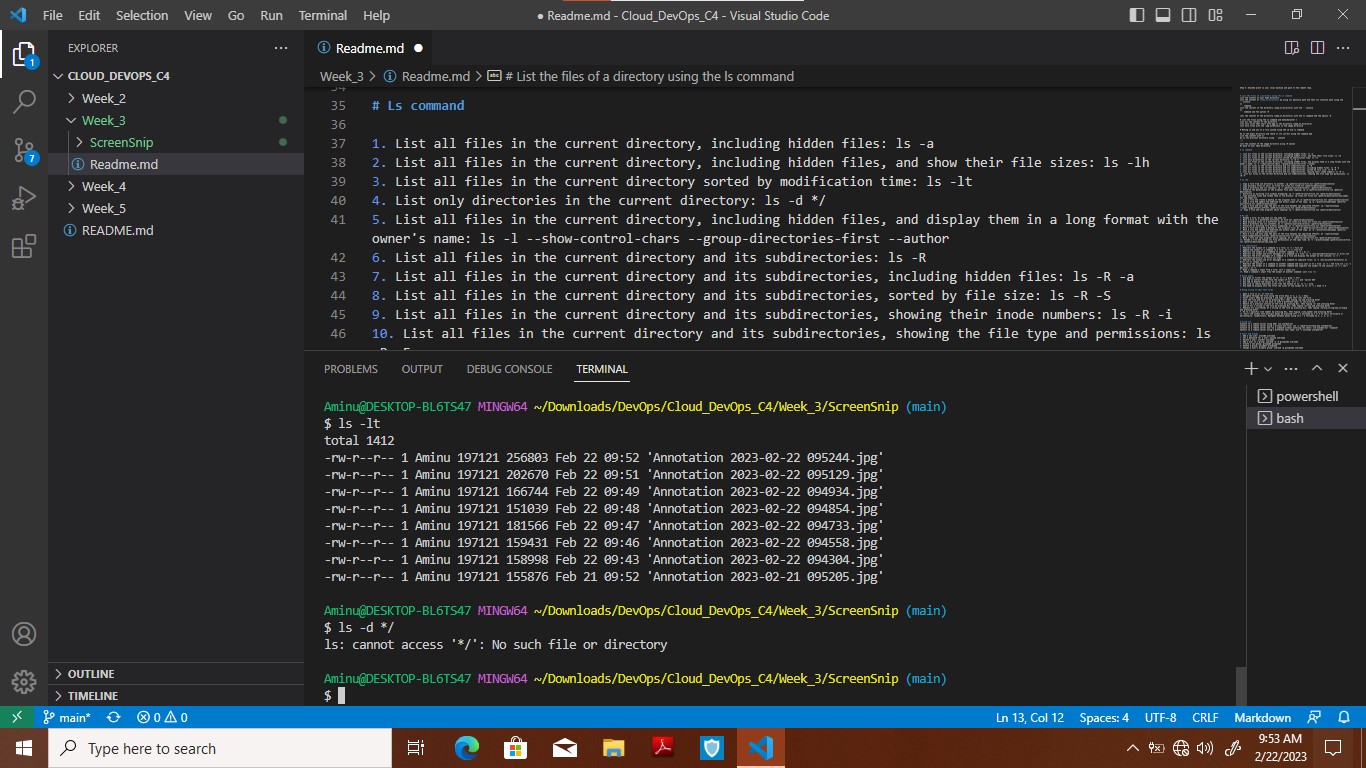 File Edit Selection View Go Run Terminal Help
● Readme.md - Cloud_DevOps_C4 - Visual Studio Code
EXPLORER
CLOUD_DEVOPS_C4
Week_2
Week_3
ScreenSnip
Readme.md
Week_4
Week_5
README.md
OUTLINE
TIMELINE
1
7
Readme.md ●
Week_3 > Readme.md > # List the files of a directory using the ls command
34
35 # Ls command
36
37 1. List all files in the current directory, including hidden files: ls -a
38 2. List all files in the current directory, including hidden files, and show their file sizes: ls -lh
39 3. List all files in the current directory sorted by modification time: ls -lt
40 4. List only directories in the current directory: ls -d */
41 5. List all files in the current directory, including hidden files, and display them in a long format with the
owner's name: ls -l --show-control-chars --group-directories-first --author
42 6. List all files in the current directory and its subdirectories: ls -R
43 7. List all files in the current directory and its subdirectories, including hidden files: ls -R -a
44 8. List all files in the current directory and its subdirectories, sorted by file size: ls -R -S
45 9. List all files in the current directory and its subdirectories, showing their inode numbers: ls -R -i
46 10. List all files in the current directory and its subdirectories, showing the file type and permissions: ls
PROBLEMS OUTPUT DEBUG CONSOLE TERMINAL
powershell
bash
Aminu@DESKTOP-BL6TS47 MINGW64 ~/Downloads/DevOps/Cloud_DevOps_C4/Week_3/ScreenSnip (main)
$ ls -lt
total 1412
-rw-r--r-- 1 Aminu 197121 256803 Feb 22 09:52 'Annotation 2023-02-22 095244.jpg'
-rw-r--r-- 1 Aminu 197121 202670 Feb 22 09:51 'Annotation 2023-02-22 095129.jpg'
-rw-r--r-- 1 Aminu 197121 166744 Feb 22 09:49 'Annotation 2023-02-22 094934.jpg'
-rw-r--r-- 1 Aminu 197121 151039 Feb 22 09:48 'Annotation 2023-02-22 094854.jpg'
-rw-r--r-- 1 Aminu 197121 181566 Feb 22 09:47 'Annotation 2023-02-22 094733.jpg'
-rw-r--r-- 1 Aminu 197121 159431 Feb 22 09:46 'Annotation 2023-02-22 094558.jpg'
-rw-r--r-- 1 Aminu 197121 158998 Feb 22 09:43 'Annotation 2023-02-22 094304.jpg'
-rw-r--r-- 1 Aminu 197121 155876 Feb 21 09:52 'Annotation 2023-02-21 095205.jpg'
Aminu@DESKTOP-BL6TS47 MINGW64 ~/Downloads/DevOps/Cloud_DevOps_C4/Week_3/ScreenSnip (main)
$ ls -d */
ls: cannot access '*/': No such file or directory
Aminu@DESKTOP-BL6TS47 MINGW64 ~/Downloads/DevOps/Cloud_DevOps_C4/Week_3/ScreenSnip (main)
$
main* 0 0
Ln 13, Col 12 Spaces: 4 UTF-8 CRLF Markdown
Type here to search
9:53 AM
2/22/2023